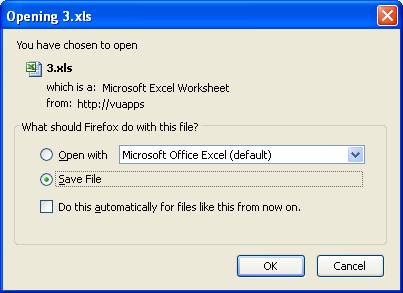 Opening 3.xls
You have chosen to open
3.xls
which is a: Microsoft Excel Worksheet
from: http://vuapps
What should Firefox do with this file?
Open with Microsoft Office Excel (default)
Save File
Do this automatically for files like this from now on.
OK Cancel